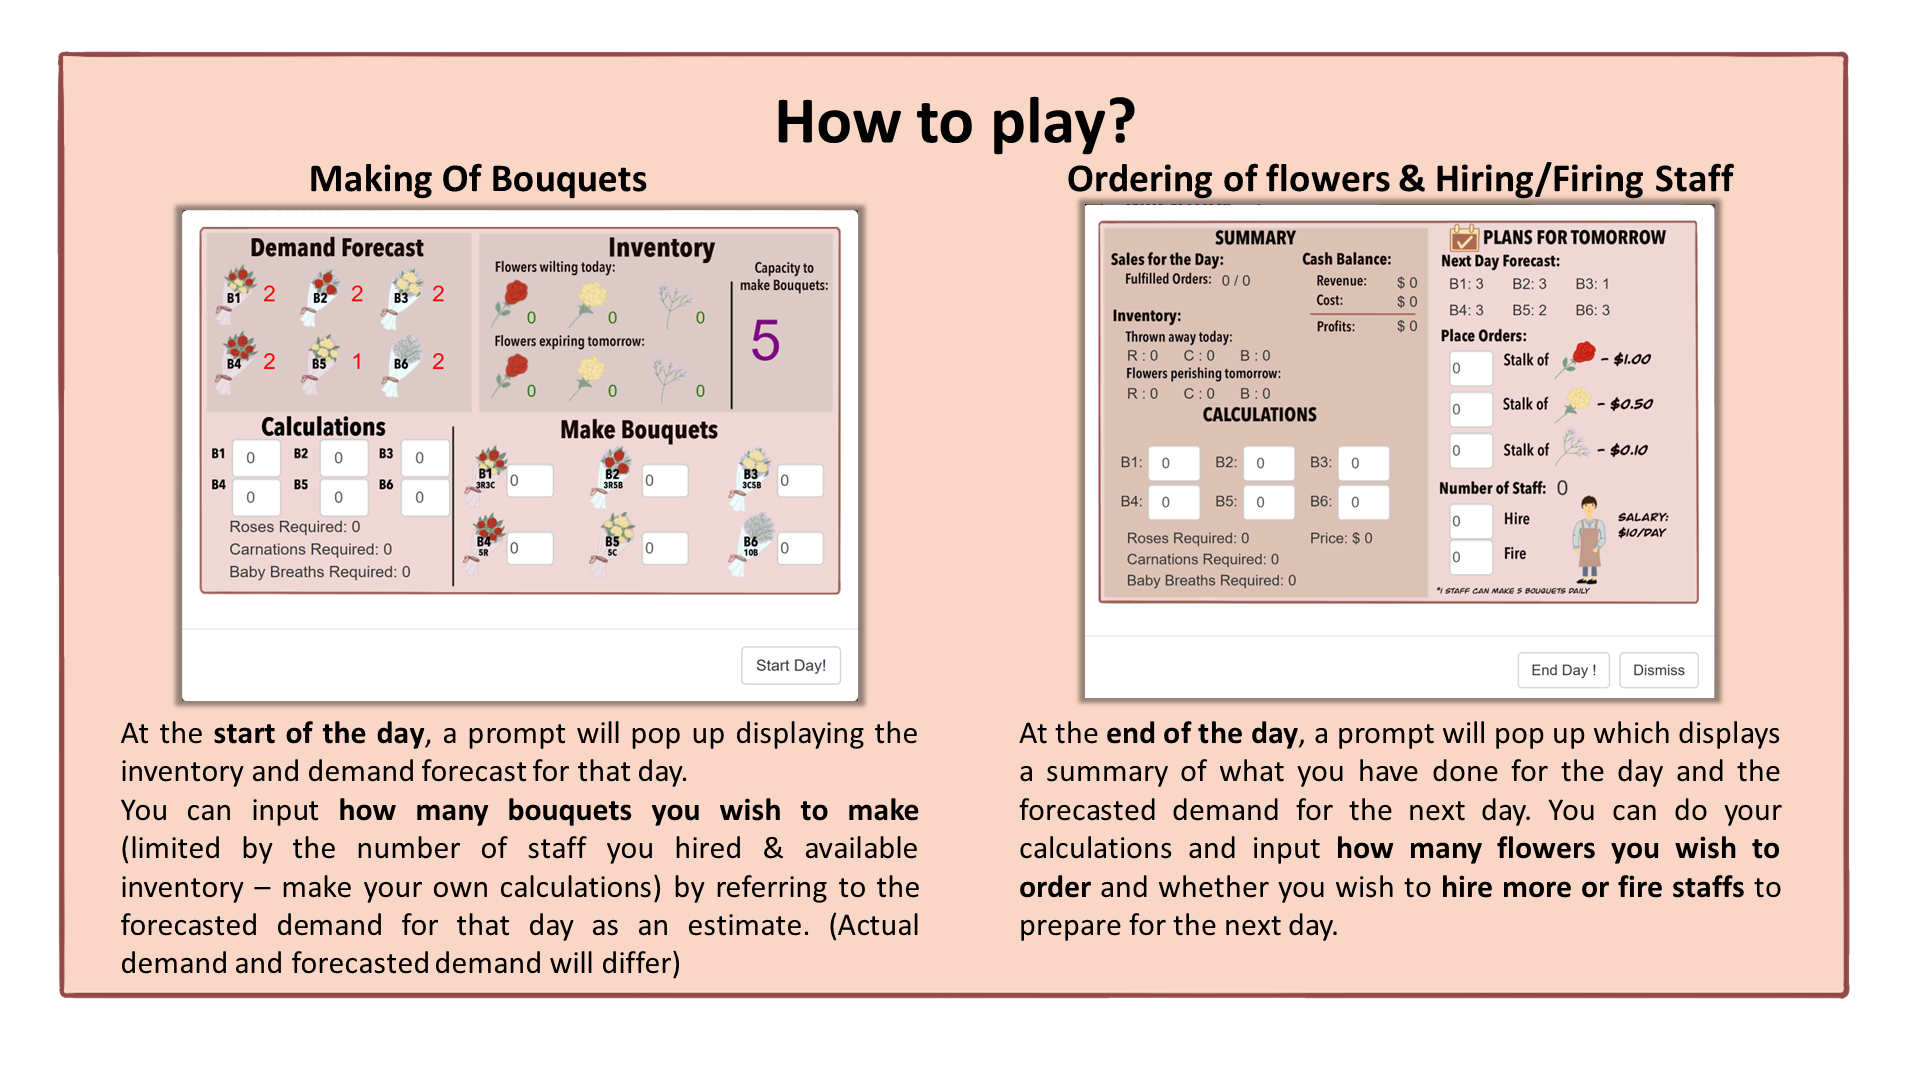 How to play?
Making Of Bouquets
Demand Forecast
B1 2 B2 2 B3 2
B4 2 B5 1 B6 2
Inventory
Flowers wilting today:
0 0 0
Flowers expiring tomorrow:
0 0 0
Capacity to
make Bouquets:
5
Calculations
B1 0 B2 0 B3 0
B4 0 B5 0 B6 0
Roses Required: 0
Carnations Required: 0
Baby Breaths Required: 0
Make Bouquets
B1 3R3C 0 B2 3R5B 0 B3 3C5B 0
B4 5R 0 B5 5C 0 B6 10B 0
Start Day!
At the start of the day, a prompt will pop up displaying the
inventory and demand forecast for that day.
You can input how many bouquets you wish to make
(limited by the number of staff you hired & available
inventory – make your own calculations) by referring to the
forecasted demand for that day as an estimate. (Actual
demand and forecasted demand will differ)
Ordering of flowers & Hiring/Firing Staff
SUMMARY
Sales for the Day:
Fulfilled Orders: 0 / 0
Inventory:
Thrown away today:
R : 0 C : 0 B : 0
Flowers perishing tomorrow:
R : 0 C : 0 B : 0
Cash Balance:
Revenue: $ 0
Cost: $ 0
Profits: $ 0
CALCULATIONS
B1: 0 B2: 0 B3: 0
B4: 0 B5: 0 B6: 0
Roses Required: 0 Price: $ 0
Carnations Required: 0
Baby Breaths Required: 0
PLANS FOR TOMORROW
Next Day Forecast:
B1: 3 B2: 3 B3: 1
B4: 3 B5: 2 B6: 3
Place Orders:
0 Stalk of - $1.00
0 Stalk of - $0.50
0 Stalk of - $0.10
Number of Staff: 0
0 Hire
0 Fire
SALARY:
$10/DAY
*1 STAFF CAN MAKE 5 BOUQUETS DAILY
End Day ! Dismiss
At the end of the day, a prompt will pop up which displays
a summary of what you have done for the day and the
forecasted demand for the next day. You can do your
calculations and input how many flowers you wish to
order and whether you wish to hire more or fire staffs to
prepare for the next day.